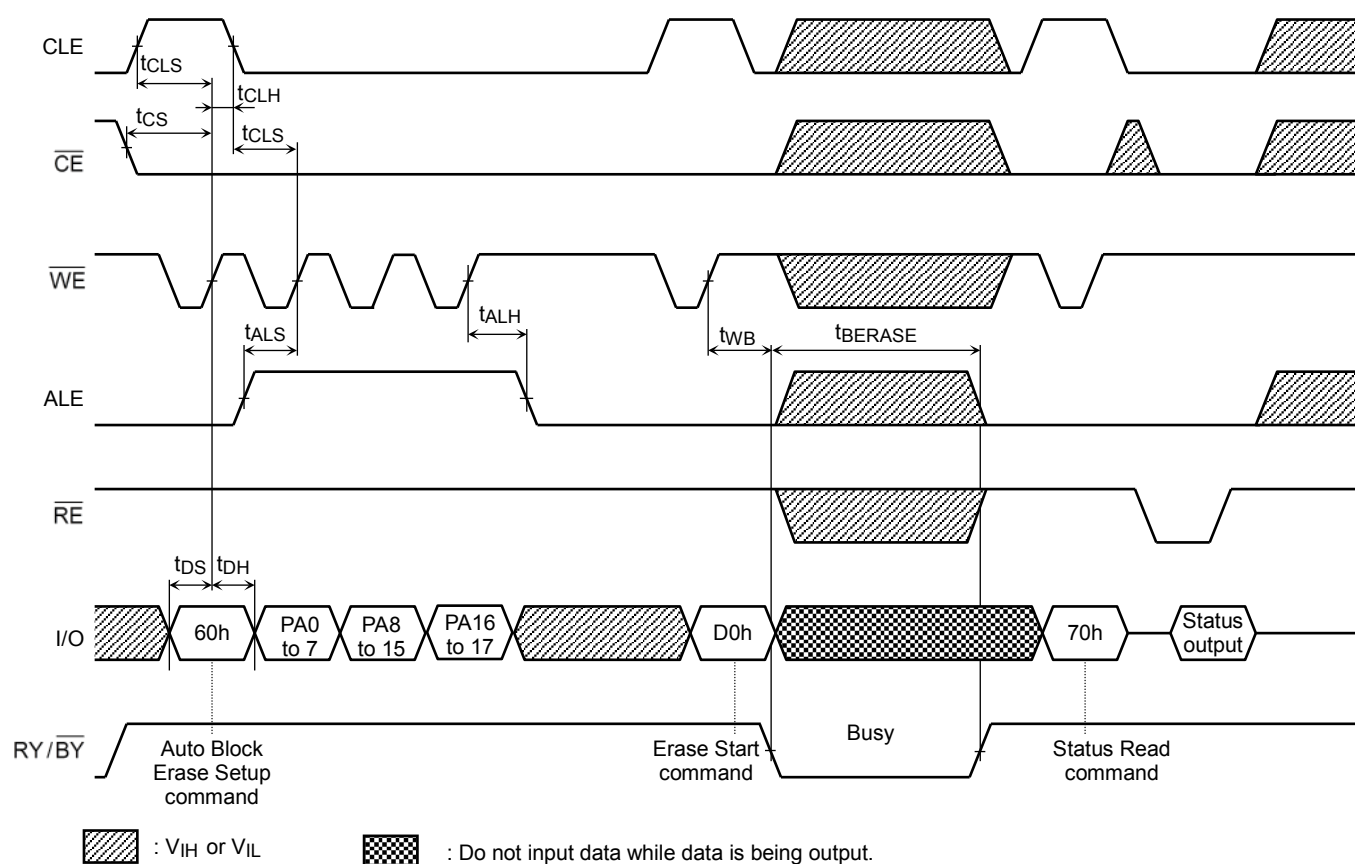 CLE
tCLS
tCLH
tCS
tCLS
CE
WE
tALS
tALH
tWB
tBERASE
ALE
RE
tDS
tDH
I/O
60h
PA0
to 7
PA8
to 15
PA16
to 17
D0h
70h
Status
output
RY/BY
Busy
Auto Block
Erase Setup
command
Erase Start
command
Status Read
command
: VIH or VIL
: Do not input data while data is being output.